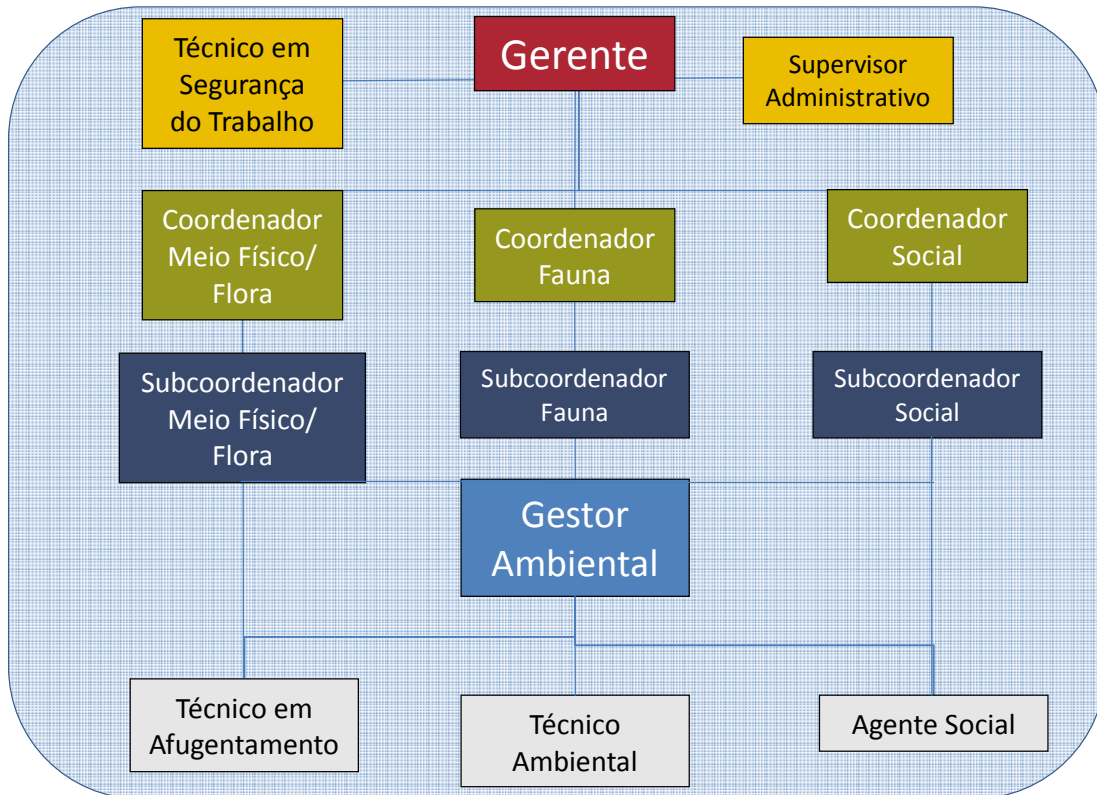 Técnico em
Segurança
do Trabalho
Gerente
Supervisor
Administrativo
Coordenador
Meio Físico/
Flora
Coordenador
Fauna
Coordenador
Social
Subcoordenador
Meio Físico/
Flora
Subcoordenador
Fauna
Subcoordenador
Social
Gestor
Ambiental
Técnico em
Afugentamento
Técnico
Ambiental
Agente Social